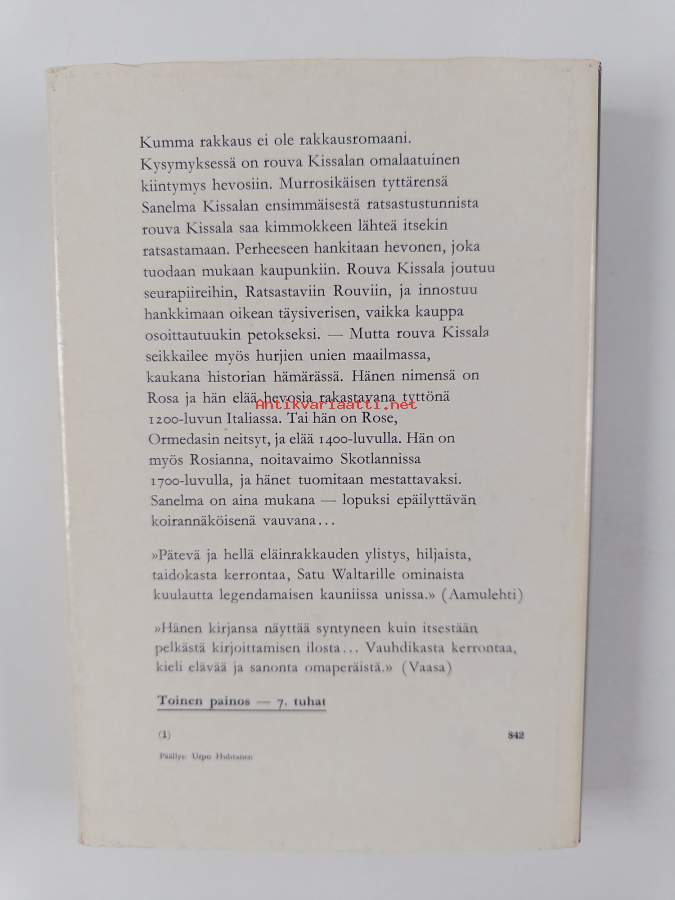 Kumma rakkaus ei ole rakkausromaani.
Kysymyksessä on rouva Kissalan omalaatuinen
kiintymys hevosiin. Murrosikäisen tyttärensä
Sanelma Kissalan ensimmäisestä ratsastustunnista
rouva Kissala saa kimmokkeen lähteä itsekin
ratsastamaan. Perheeseen hankitaan hevonen, joka
tuodaan mukaan kaupunkiin. Rouva Kissala joutuu
seurapiireihin, Ratsastaviin Rouviin, ja innostuu
hankkimaan oikean täysiverisen, vaikka kauppa
osoittautuukin petokseksi. — Mutta rouva Kissala
seikkailee myös hurjien unien maailmassa,
kaukana historian hämärässä. Hänen nimensä on
Rosa ja hän elää hevosia rakastavana tyttönä
Antikvariaatti.net
1200-luvun Italiassa. Tai hän on Rose,
Ormedasin neitsyt, ja elää 1400-luvulla. Hän on
myös Rosianna, noitavaimo Skotlannissa
1700-luvulla, ja hänet tuomitaan mestattavaksi.
Sanelma on aina mukana — lopuksi epäilyttävän
koirannäköisenä vauvana...
»Pätevä ja hellä eläinrakkauden ylistys, hiljaista,
taidokasta kerrontaa, Satu Waltarille ominaista
kuulautta legendamaisen kauniissa unissa.» (Aamulehti)
»Hänen kirjansa näyttää syntyneen kuin itsestään
pelkästä kirjoittamisen ilosta... Vauhdikasta kerrontaa,
kieli elävää ja sanonta omaperäistä.» (Vaasa)
Toinen painos — 7. tuhat
(1) 842
Päällys: Urpo Huhtanen